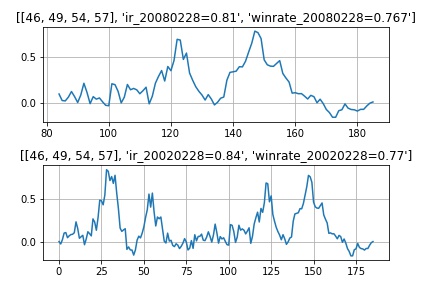 [[46, 49, 54, 57], 'ir_20080228=0.81', 'winrate_20080228=0.767']
0.5
0.0
80 100 120 140 160 180
[[46, 49, 54, 57], 'ir_20020228=0.84', 'winrate_20020228=0.77']
0.5
0.0
0 25 50 75 100 125 150 175